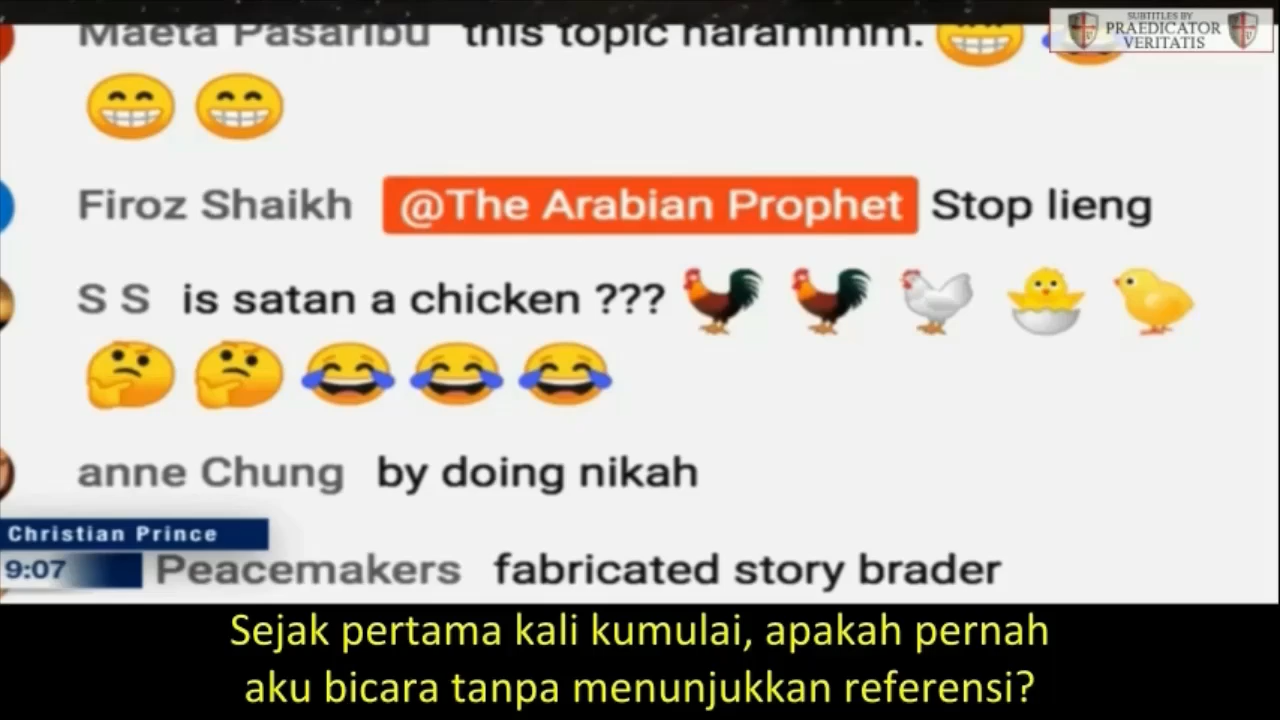 SUBTITLES BY
PRAEDICATOR
VERITATIS
Maeta Pasaribu this topic harammm.
Firoz Shaikh @The Arabian Prophet Stop lieng
S S is satan a chicken ???
anne Chung by doing nikah
Christian Prince
9:07
Peacemakers fabricated story brader
Sejak pertama kali kumulai, apakah pernah
aku bicara tanpa menunjukkan referensi?